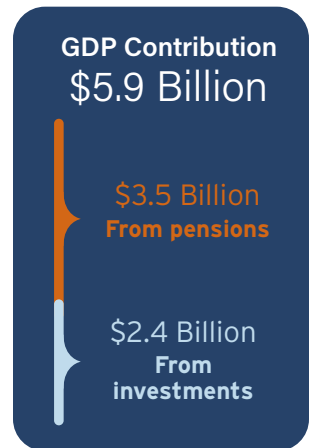 GDP Contribution
$5.9 Billion
$3.5 Billion
From pensions
$2.4 Billion
From
investments